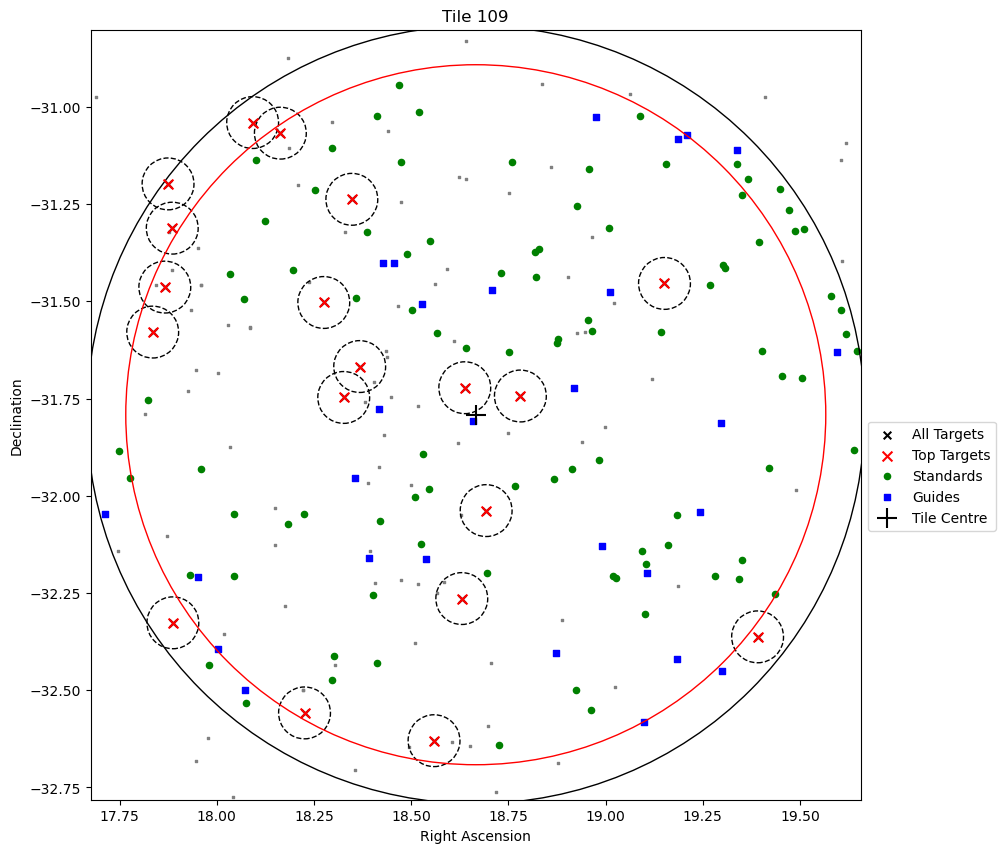 Tile 109
−31.00
−31.25
−31.50
−31.75
−32.00
−32.25
−32.50
−32.75
Declination
17.75 18.00 18.25 18.50 18.75 19.00 19.25 19.50
Right Ascension
All Targets
Top Targets
Standards
Guides
Tile Centre